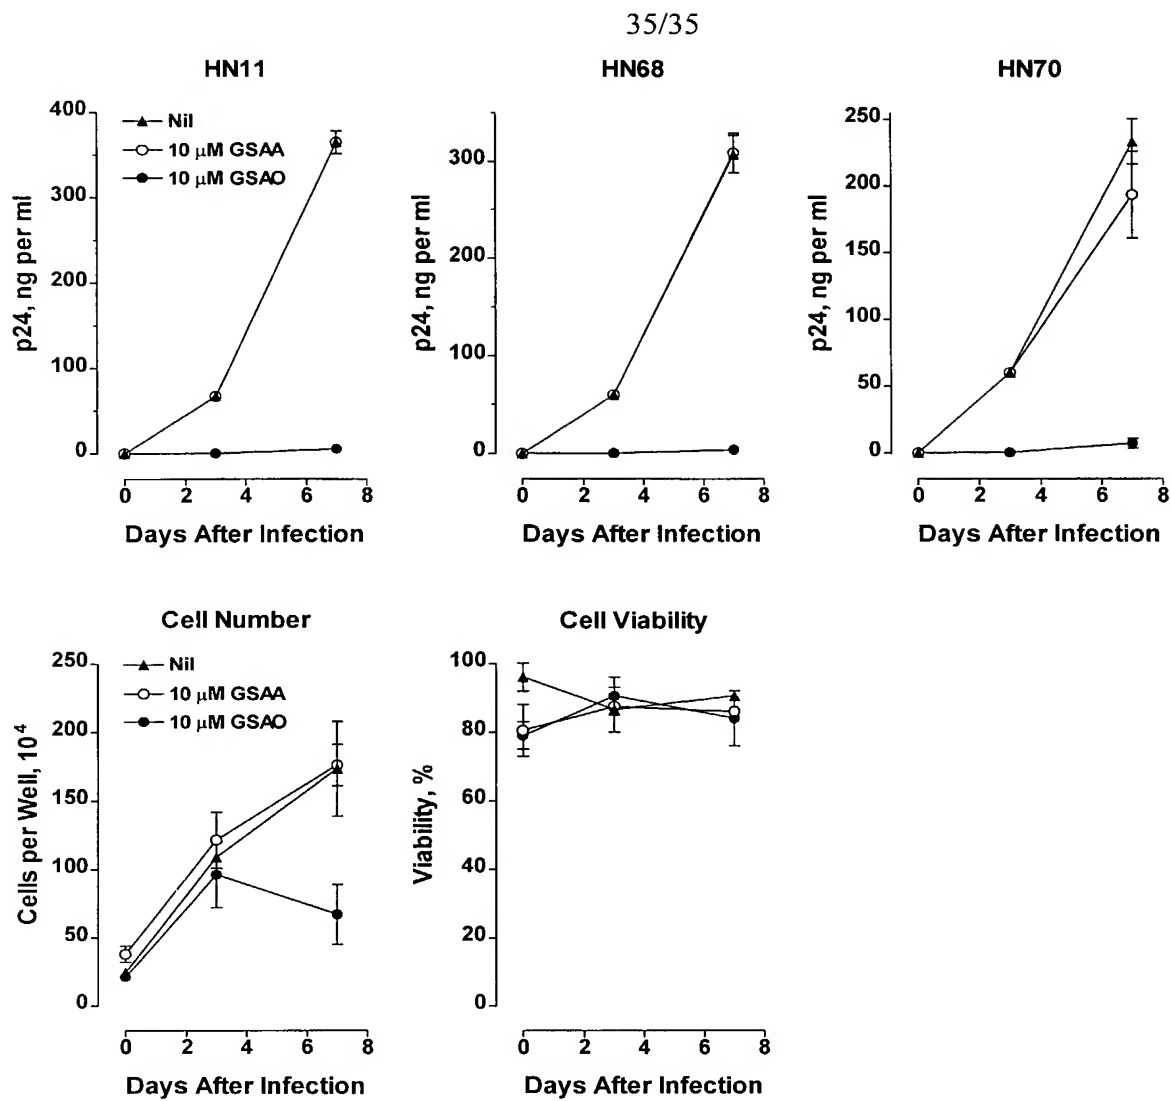 35/35
HN11
HN68
HN70
400
300
200
100
0
p24, ng per ml
Nil
10 μM GSAA
10 μM GSAO
0 2 4 6 8
Days After Infection
300
200
100
0
p24, ng per ml
0 2 4 6 8
Days After Infection
250
200
150
100
50
0
p24, ng per ml
0 2 4 6 8
Days After Infection
Cell Number
Cell Viability
250
200
150
100
50
0
Cells per Well, 10⁴
Nil
10 μM GSAA
10 μM GSAO
0 2 4 6 8
Days After Infection
100
80
60
40
20
0
Viability, %
0 2 4 6 8
Days After Infection